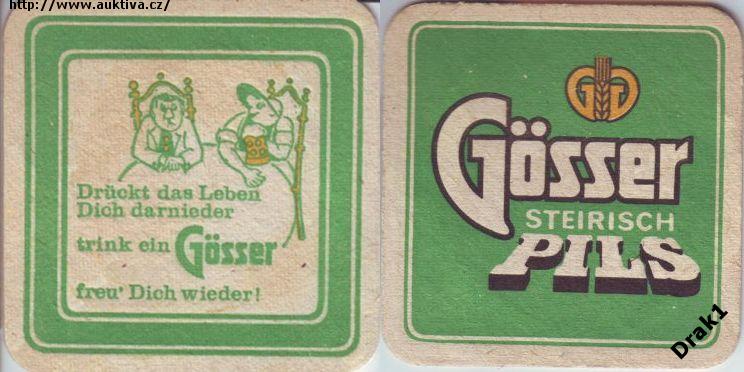 http://www.auktiva.cz/
Drückt das Leben
Dich darnieder
trink ein Gösser
freu' Dich wieder!
GG
Gösser
STEIRISCH
PILS
Drak1